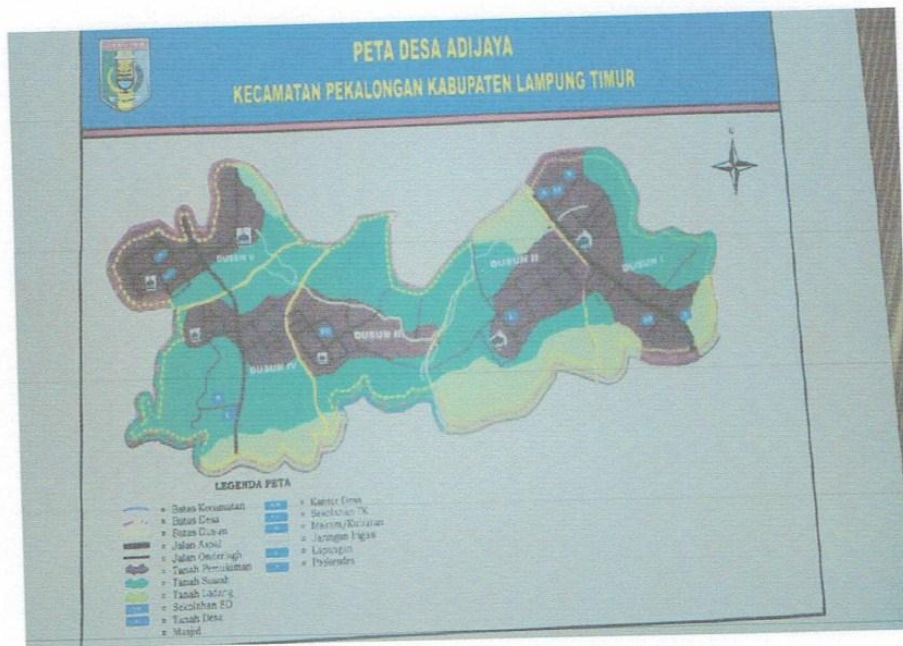 PETA DESA ADIJAYA
KECAMATAN PEKALONGAN KABUPATEN LAMPUNG TIMUR
DUSUN V
DUSUN II
DUSUN I
DUSUN III
DUSUN IV
LEGENDA PETA
= Batas Kecamatan
= Batas Desa
= Batas Dusun
= Jalan Aspal
= Jalan Onderlagh
= Tanah Pemukiman
= Tanah Sawah
= Tanah Ladang
= Sekolahan SD
= Tanah Desa
= Masjid
= Kantor Desa
= Sekolahan TK
= Makam/Kuburan
= Jaringan Irigasi
= Lapangan
= Poskesdes